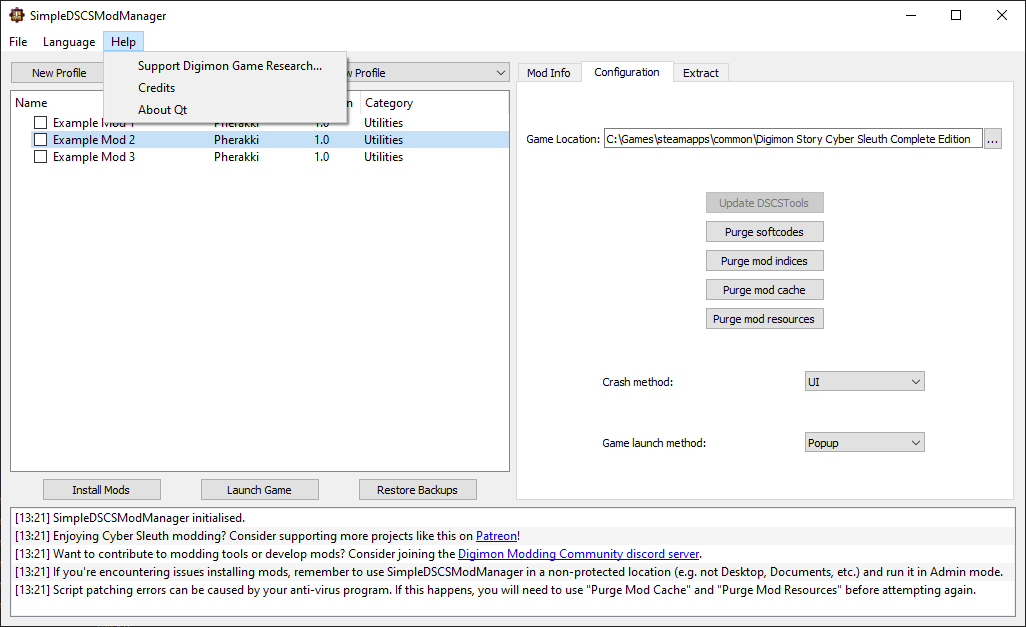 SimpleDSCSModManager
File Language Help
Support Digimon Game Research...
Credits
About Qt
New Profile
Profile
Name
Category
Example Mod 1 Pherakki 1.0 Utilities
Example Mod 2 Pherakki 1.0 Utilities
Example Mod 3 Pherakki 1.0 Utilities
Install Mods Launch Game Restore Backups
Mod Info Configuration Extract
Game Location: C:\Games\steamapps\common\Digimon Story Cyber Sleuth Complete Edition ...
Update DSCSTools
Purge softcodes
Purge mod indices
Purge mod cache
Purge mod resources
Crash method: UI
Game launch method: Popup
[13:21] SimpleDSCSModManager initialised.
[13:21] Enjoying Cyber Sleuth modding? Consider supporting more projects like this on Patreon!
[13:21] Want to contribute to modding tools or develop mods? Consider joining the Digimon Modding Community discord server.
[13:21] If you're encountering issues installing mods, remember to use SimpleDSCSModManager in a non-protected location (e.g. not Desktop, Documents, etc.) and run it in Admin mode.
[13:21] Script patching errors can be caused by your anti-virus program. If this happens, you will need to use "Purge Mod Cache" and "Purge Mod Resources" before attempting again.